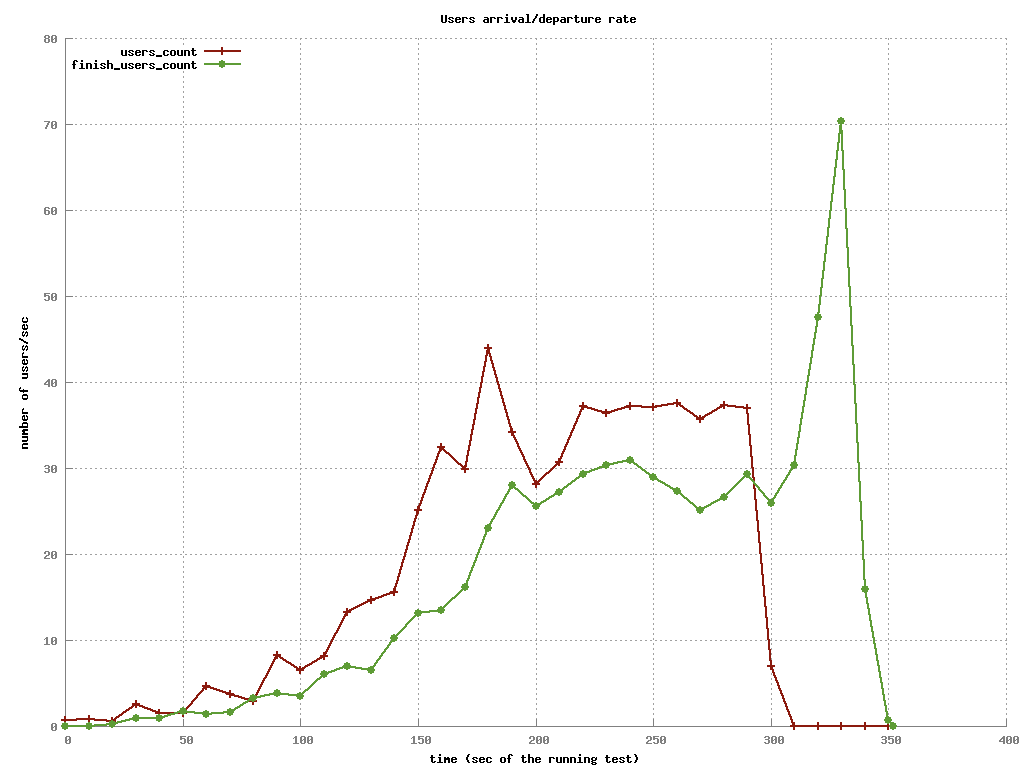 Users arrival/departure rate
users_count
finish_users_count
80
70
60
50
40
30
20
10
0
number of users/sec
0 50 100 150 200 250 300 350 400
time (sec of the running test)